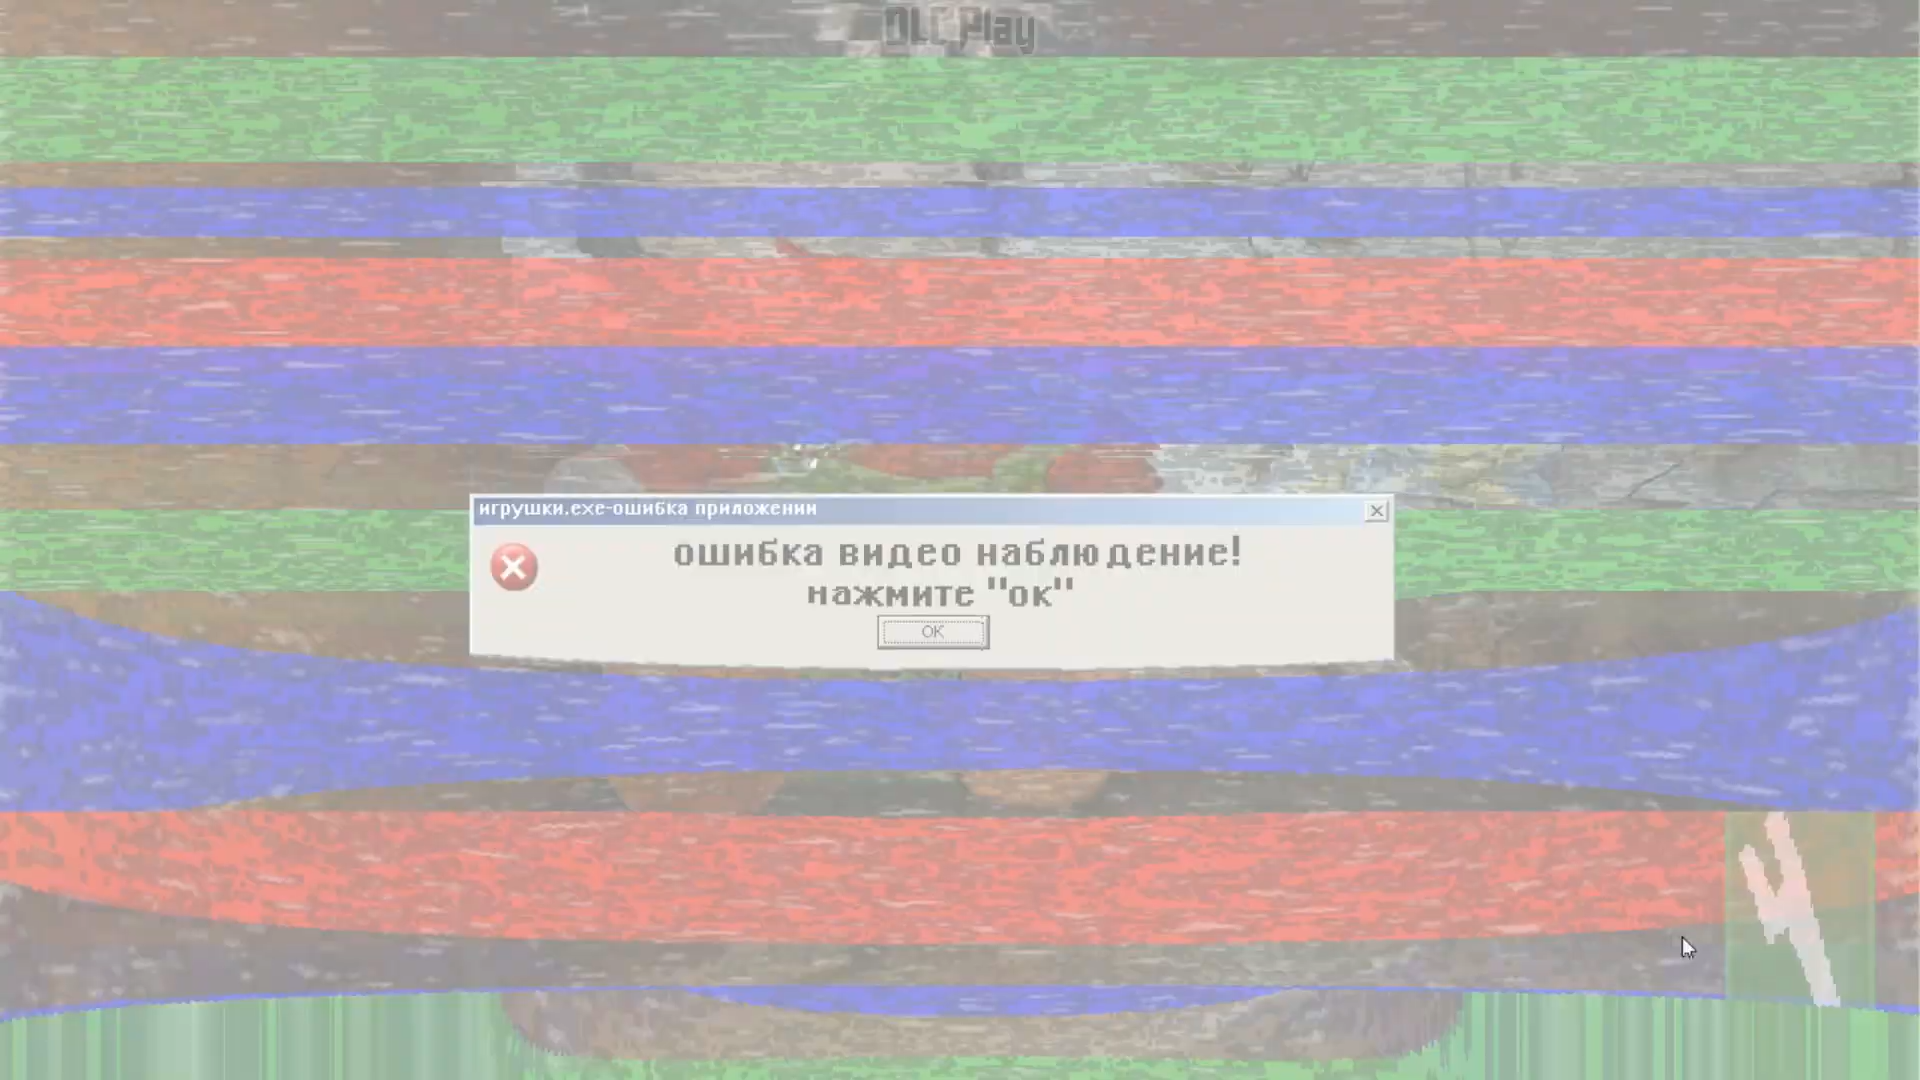 DLC Play
игрушки.exe-ошибка приложении
ошибка видео наблюдение!
нажмите "ок"
OK